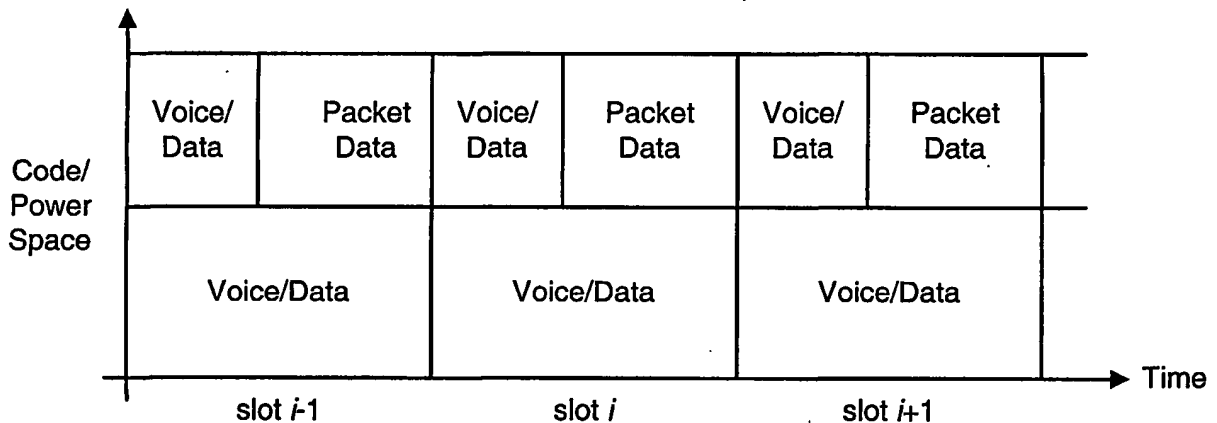 Voice/
Data
Packet
Data
Voice/
Data
Packet
Data
Voice/
Data
Packet
Data
Code/
Power
Space
Voice/Data
Voice/Data
Voice/Data
Time
slot i-1
slot i
slot i+1